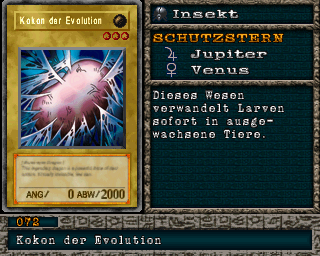 Kokon der Evolution
ANG/ 0 ABW/2000
Insekt
SCHUTZSTERN
♃ Jupiter
♀ Venus
Dieses Wesen
verwandelt Larven
sofort in ausge-
wachsene Tiere.
072
Kokon der Evolution